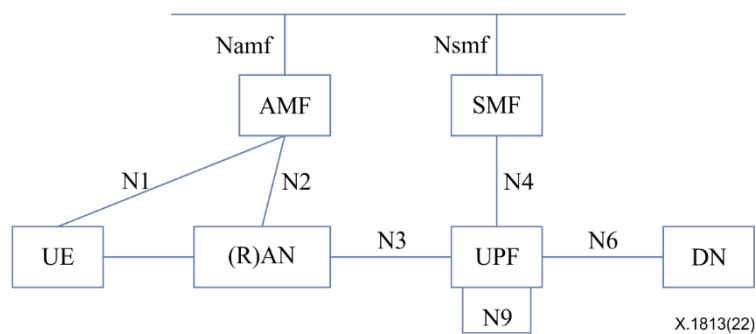 Namf
Nsmf
AMF
SMF
N1
N2
N4
UE
(R)AN
N3
UPF
N6
DN
N9
X.1813(22)